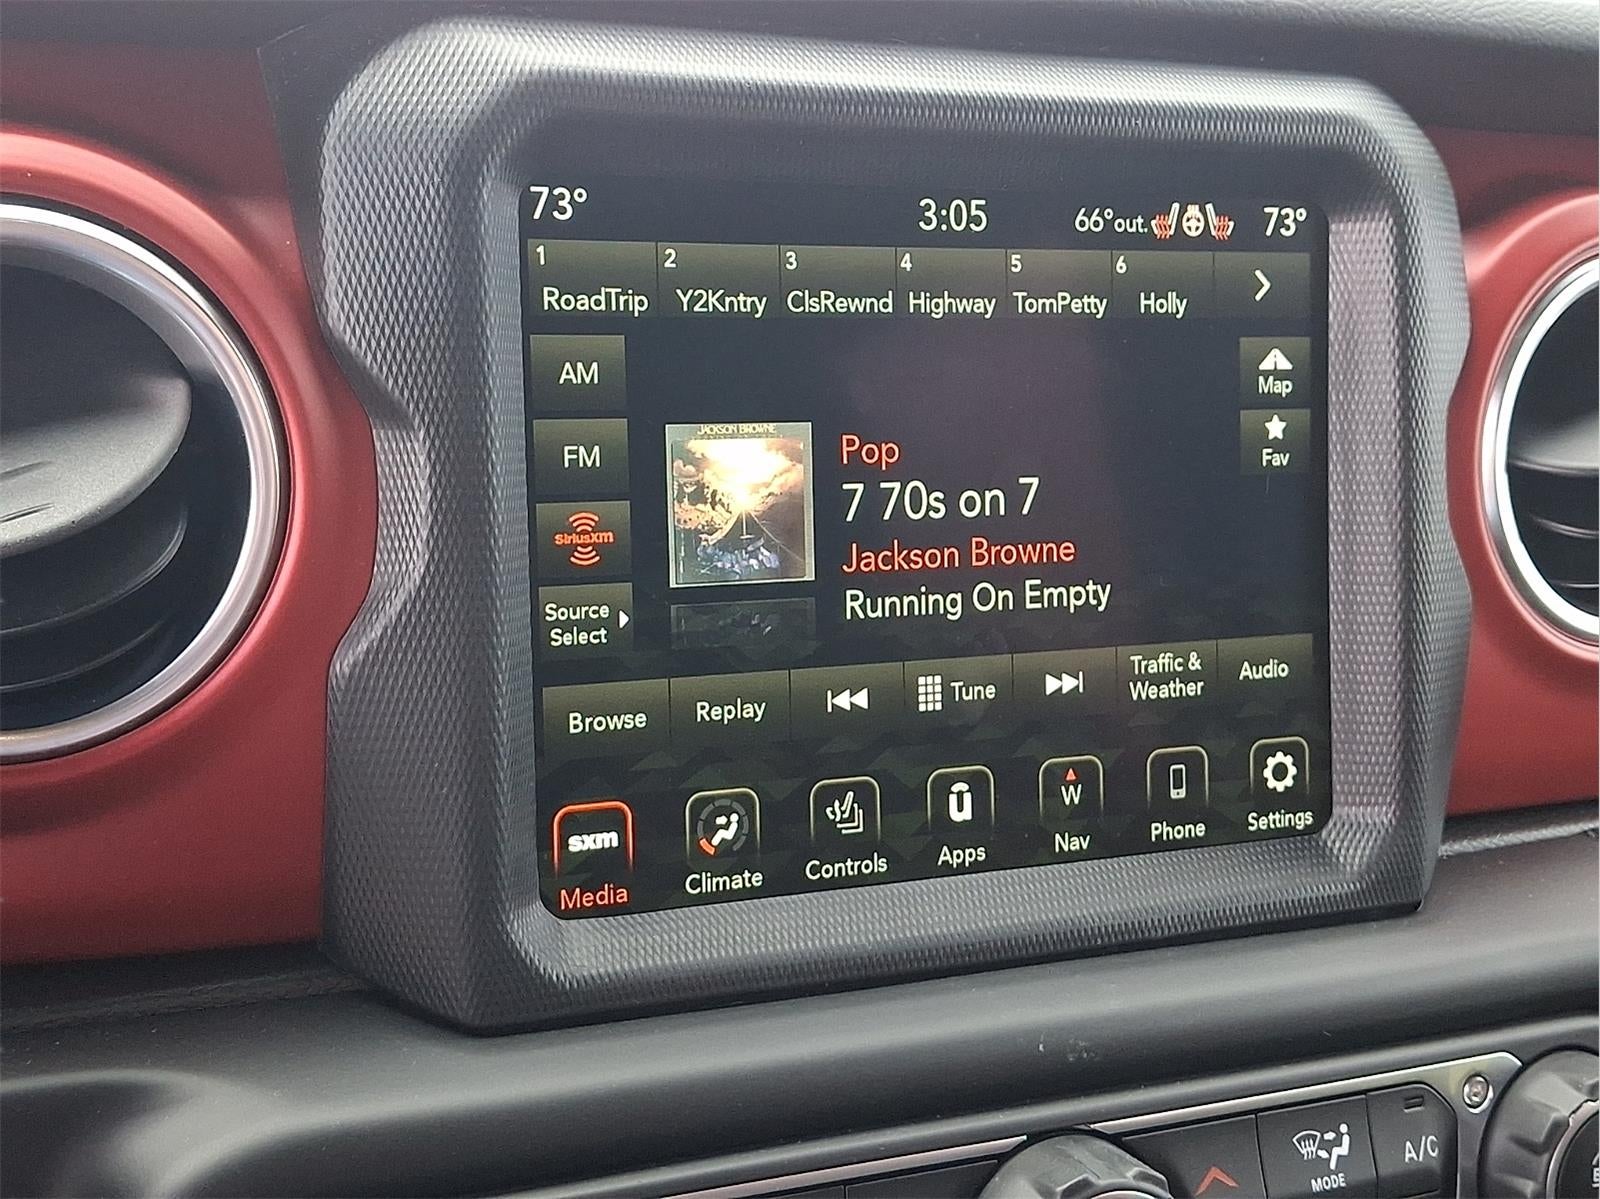 73°
3:05
66°out.
73°
1
2
3
4
5
6
RoadTrip
Y2Kntry
ClsRewnd
Highway
TomPetty
Holly
AM
Map
FM
Fav
JACKSON BROWNE
Pop
7 70s on 7
Jackson Browne
Running On Empty
SiriusXM
Source
Select
Browse
Replay
Tune
Traffic &
Weather
Audio
sxm
W
Media
Climate
Controls
Apps
Nav
Phone
Settings
MODE
A/C